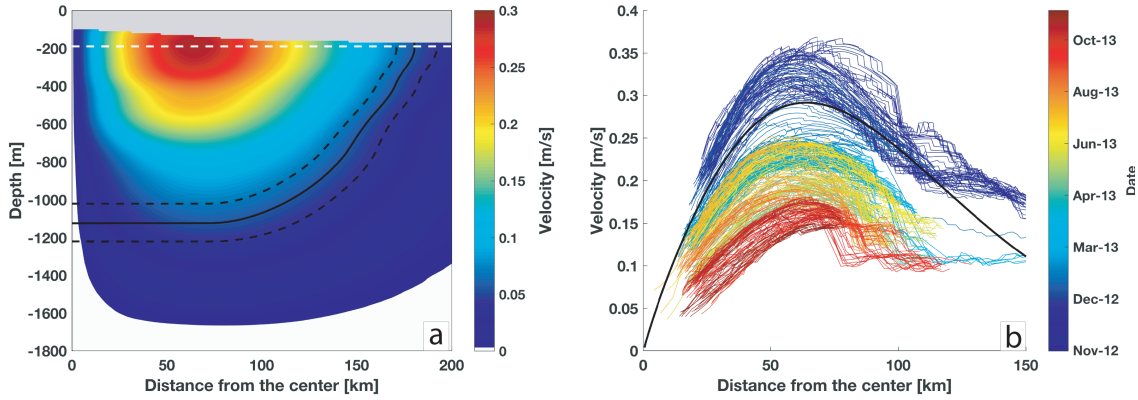 0
-200
-400
-600
-800
-1000
-1200
-1400
-1600
-1800
Depth [m]
0
50
100
150
200
Distance from the center [km]
a
0.3
0.25
0.2
0.15
0.1
0.05
0
Velocity [m/s]
0.4
0.35
0.3
0.25
0.2
0.15
0.1
0.05
0
Velocity [m/s]
0
50
100
150
Distance from the center [km]
b
Oct-13
Aug-13
Jun-13
Apr-13
Mar-13
Dec-12
Nov-12
Date